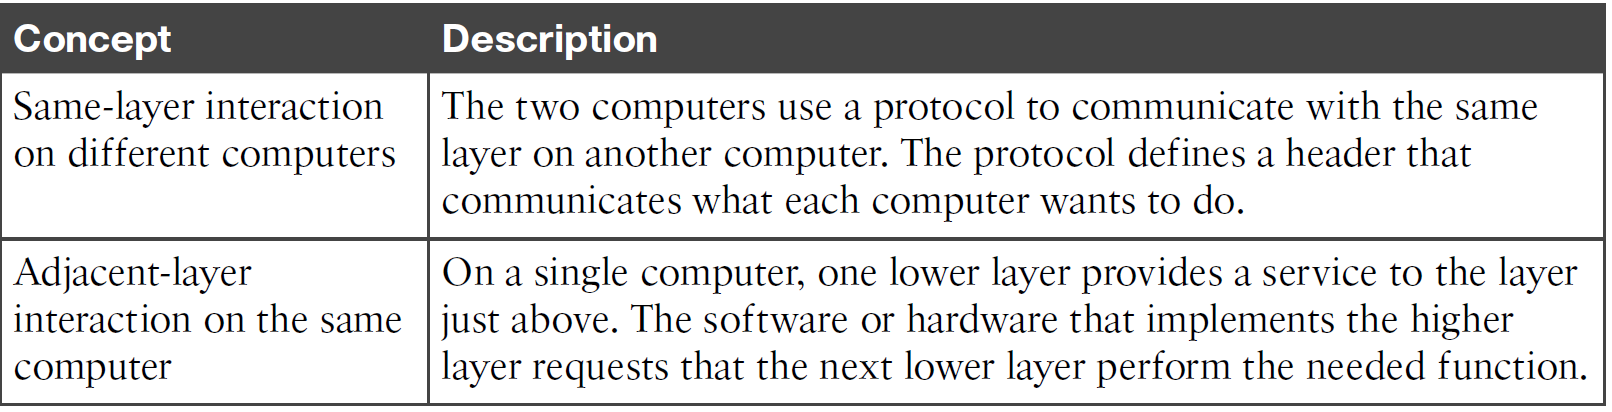 Concept
Description
Same-layer interaction
on different computers
The two computers use a protocol to communicate with the same
layer on another computer. The protocol defines a header that
communicates what each computer wants to do.
Adjacent-layer
interaction on the same
computer
On a single computer, one lower layer provides a service to the layer
just above. The software or hardware that implements the higher
layer requests that the next lower layer perform the needed function.